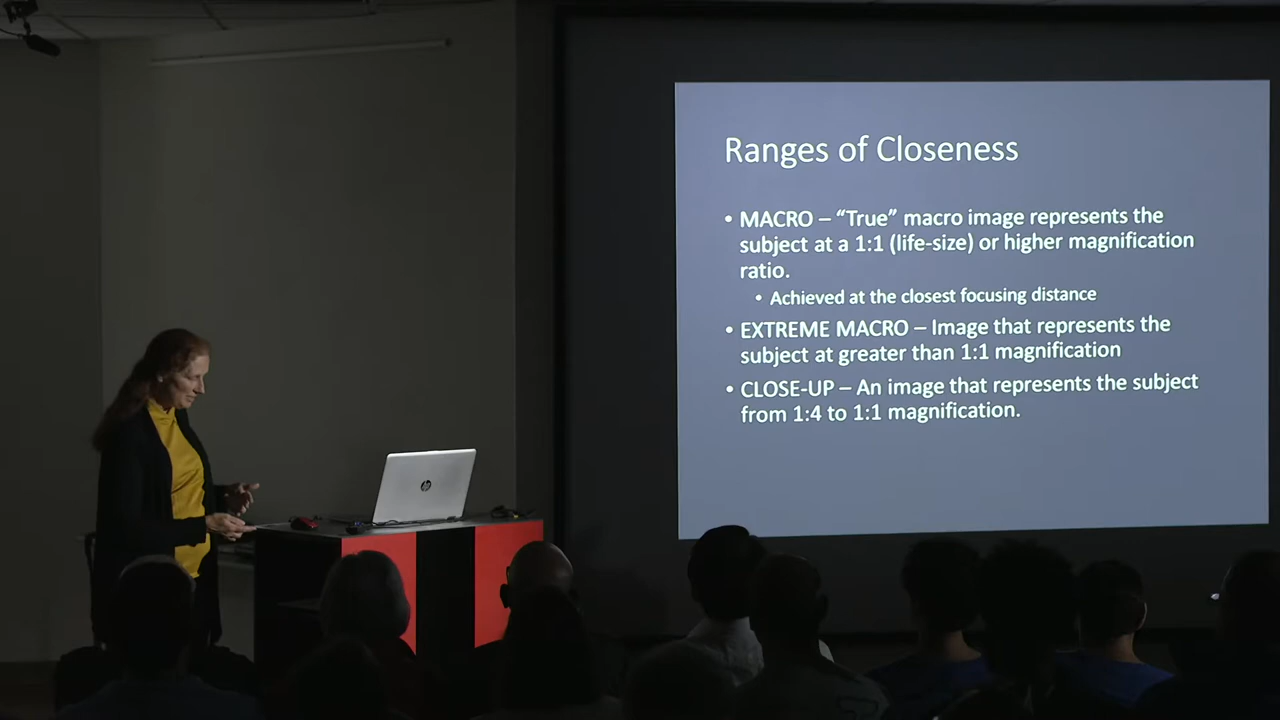 Ranges of Closeness
• MACRO – “True” macro image represents the
subject at a 1:1 (life-size) or higher magnification
ratio.
• Achieved at the closest focusing distance
• EXTREME MACRO – Image that represents the
subject at greater than 1:1 magnification
• CLOSE-UP – An image that represents the subject
from 1:4 to 1:1 magnification.
hp